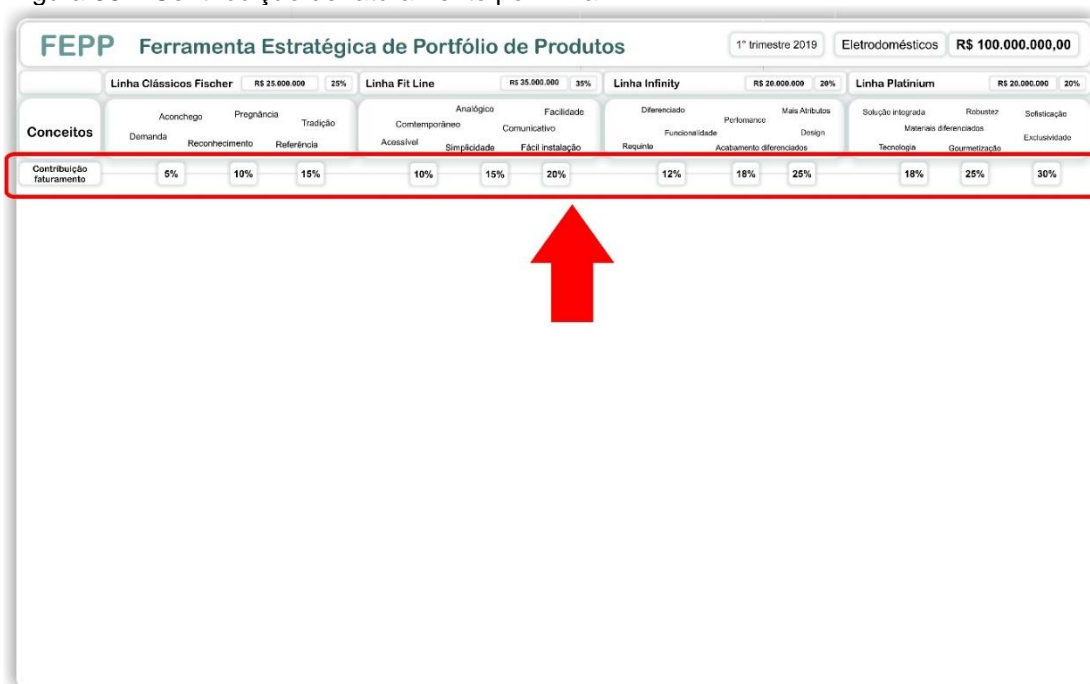 FEPP Ferramenta Estratégica de Portfólio de Produtos 1° trimestre 2019 Eletrodomésticos R$ 100.000.000,00
Linha Clássicos Fischer R$ 25.000.000 25% Linha Fit Line R$ 35.000.000 35% Linha Infinity R$ 20.000.000 20% Linha Platinium R$ 20.000.000 20%
Conceitos
Aconchego Pregnância Tradição
Demanda Reconhecimento Referência
Analógico Facilidade
Comtemporâneo Comunicativo
Acessível Simplicidade Fácil instalação
Diferenciado Perfomance Mais Atributos
Funcionalidade Design
Requinte Acabamento diferenciados
Solução integrada Robustez Sofisticação
Materiais diferenciados Exclusividade
Tecnologia Gourmetização
Contribuição
faturamento
5% 10% 15% 10% 15% 20% 12% 18% 25% 18% 25% 30%